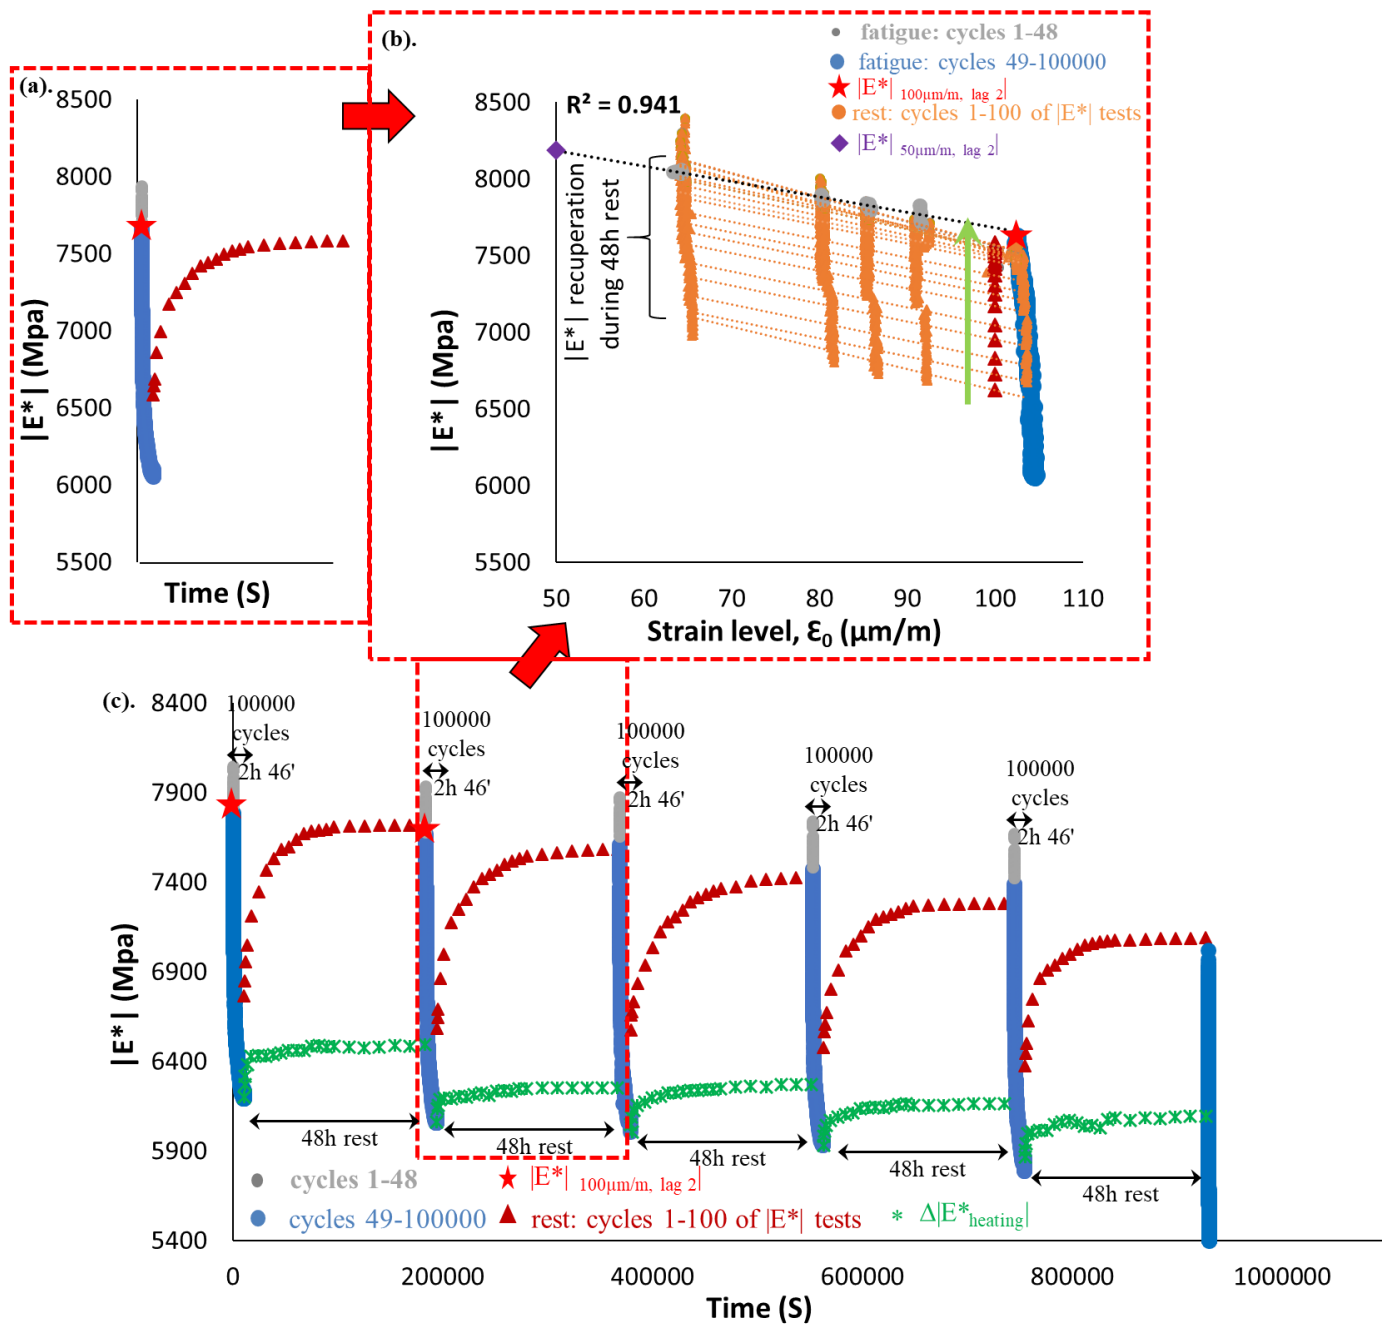 (a).
8500
8000
7500
7000
6500
6000
5500
|E*| (Mpa)
Time (S)
(b).
fatigue: cycles 1-48
fatigue: cycles 49-100000
|E*| 100µm/m, lag 2|
rest: cycles 1-100 of |E*| tests
|E*| 50µm/m, lag 2|
R² = 0.941
8500
8000
7500
7000
6500
6000
5500
|E*| (Mpa)
|E*| recuperation
during 48h rest
50
60
70
80
90
100
110
Strain level, Ɛ0 (µm/m)
(c).
8400
7900
7400
6900
6400
5900
5400
|E*| (Mpa)
100000
cycles
2h 46'
100000
cycles
2h 46'
100000
cycles
2h 46'
100000
cycles
2h 46'
100000
cycles
2h 46'
48h rest
48h rest
48h rest
48h rest
48h rest
cycles 1-48
|E*| 100µm/m, lag 2|
cycles 49-100000
rest: cycles 1-100 of |E*| tests
Δ|E*heating|
0
200000
400000
600000
800000
1000000
Time (S)